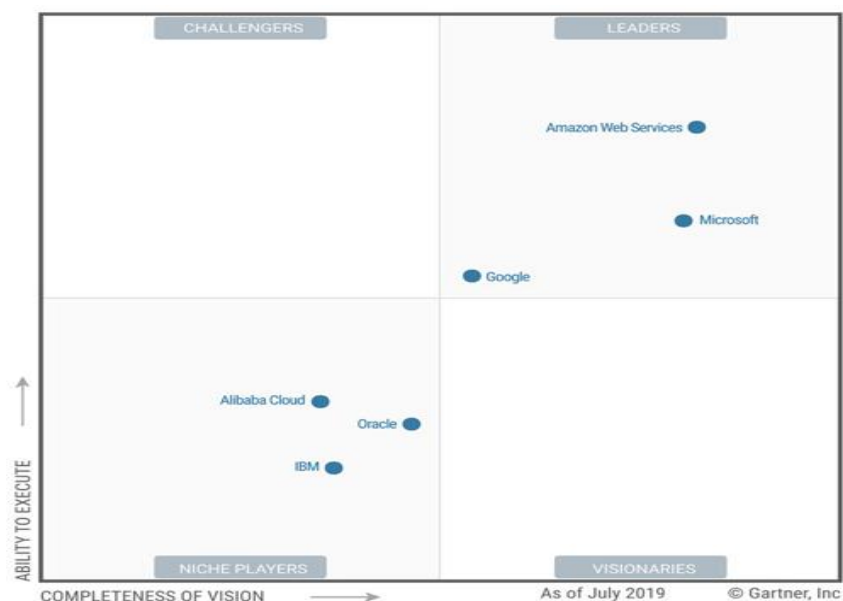 CHALLENGERS
LEADERS
Amazon Web Services
Microsoft
Google
Alibaba Cloud
Oracle
IBM
ABILITY TO EXECUTE
NICHE PLAYERS
VISIONARIES
COMPLETENESS OF VISION
As of July 2019
© Gartner, Inc